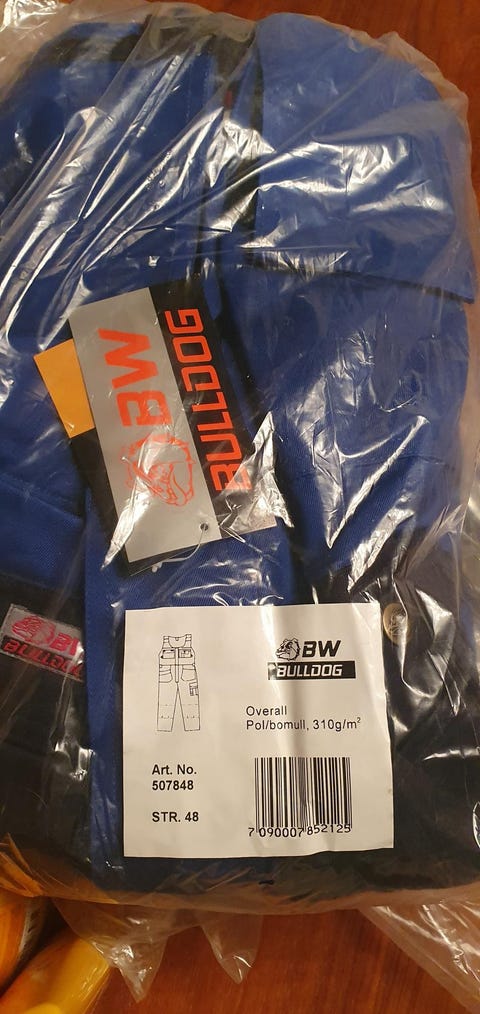 BW
BULLDOG
BW
BULLDOG
BW
BULLDOG
Overall
Pol/bomull, 310g/m²
Art. No.
507848
STR. 48
7 090007 852125